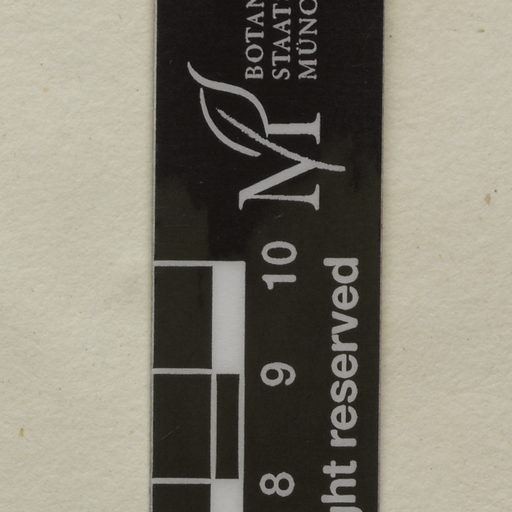 BOTAN
STAAT
MÜNC
M
10
9
8
ght reserved